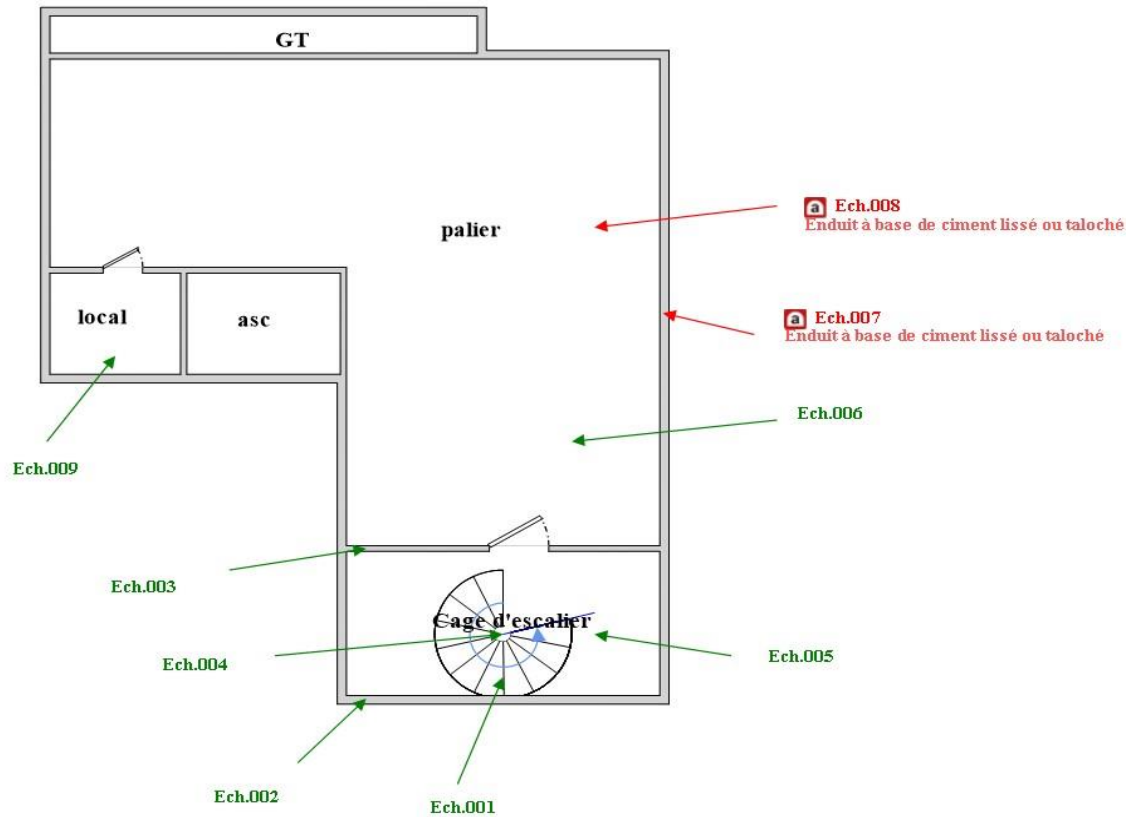 GT
a Ech.008
Enduit à base de ciment lissé ou taloché
palier
local
asc
a Ech.007
Enduit à base de ciment lissé ou taloché
Ech.006
Ech.009
Ech.003
Cage d'escalier
Ech.004
Ech.005
Ech.002
Ech.001